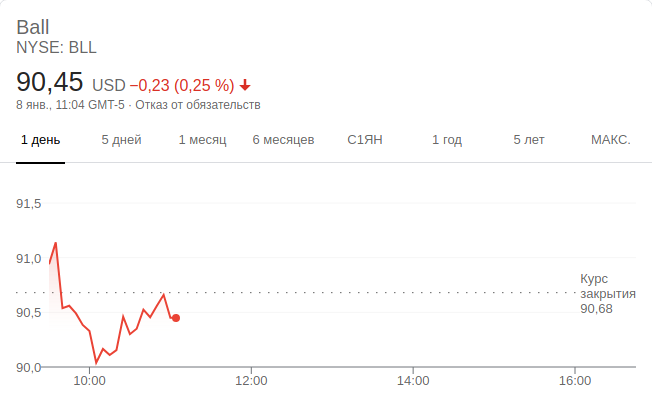 Ball
NYSE: BLL
90,45 USD −0,23 (0,25 %)
8 янв., 11:04 GMT-5 · Отказ от обязательств
1 день 5 дней 1 месяц 6 месяцев С1ЯН 1 год 5 лет МАКС.
91,5
91,0
Курс
закрытия
90,68
90,5
90,0
10:00 12:00 14:00 16:00